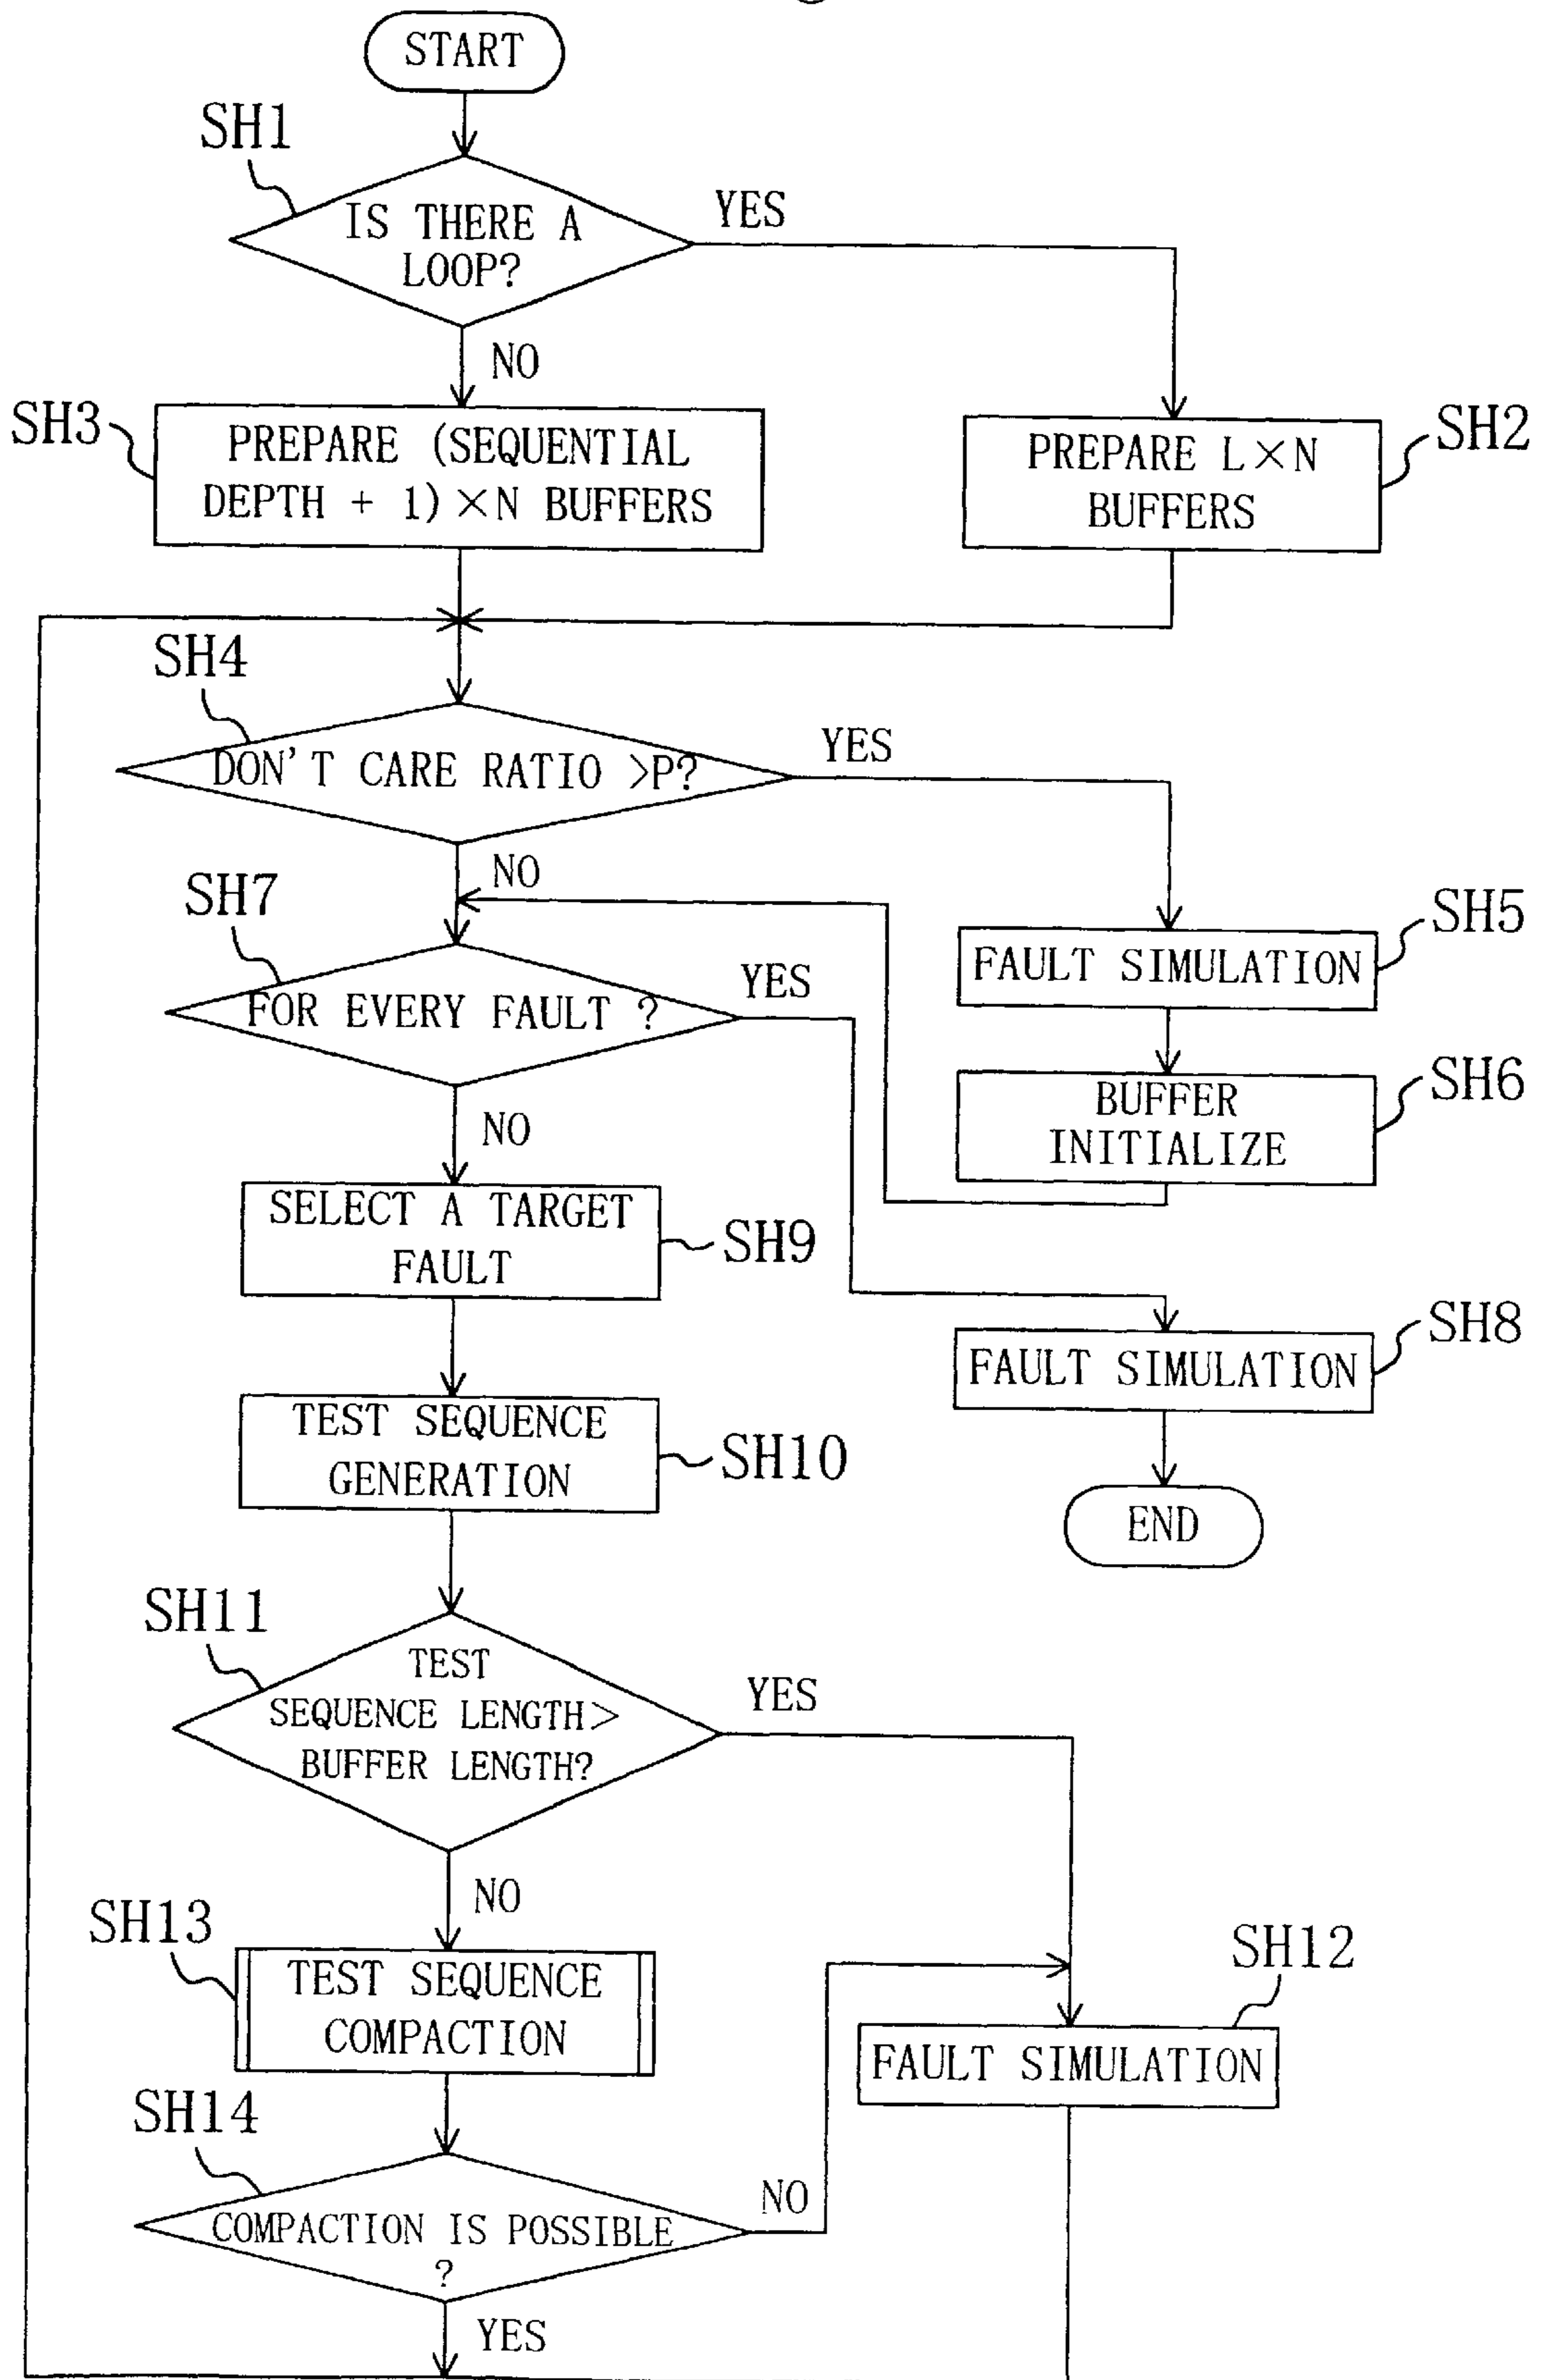 START
SH1
IS THERE A
LOOP?
YES
NO
SH3
PREPARE (SEQUENTIAL
DEPTH + 1) ×N BUFFERS
PREPARE L×N
BUFFERS
SH2
SH4
DON'T CARE RATIO >P?
YES
NO
SH7
FOR EVERY FAULT ?
YES
NO
FAULT SIMULATION
SH5
BUFFER
INITIALIZE
SH6
SELECT A TARGET
FAULT
SH9
FAULT SIMULATION
SH8
TEST SEQUENCE
GENERATION
SH10
END
SH11
TEST
SEQUENCE LENGTH>
BUFFER LENGTH?
YES
NO
SH13
TEST SEQUENCE
COMPACTION
SH12
FAULT SIMULATION
SH14
COMPACTION IS POSSIBLE
?
NO
YES